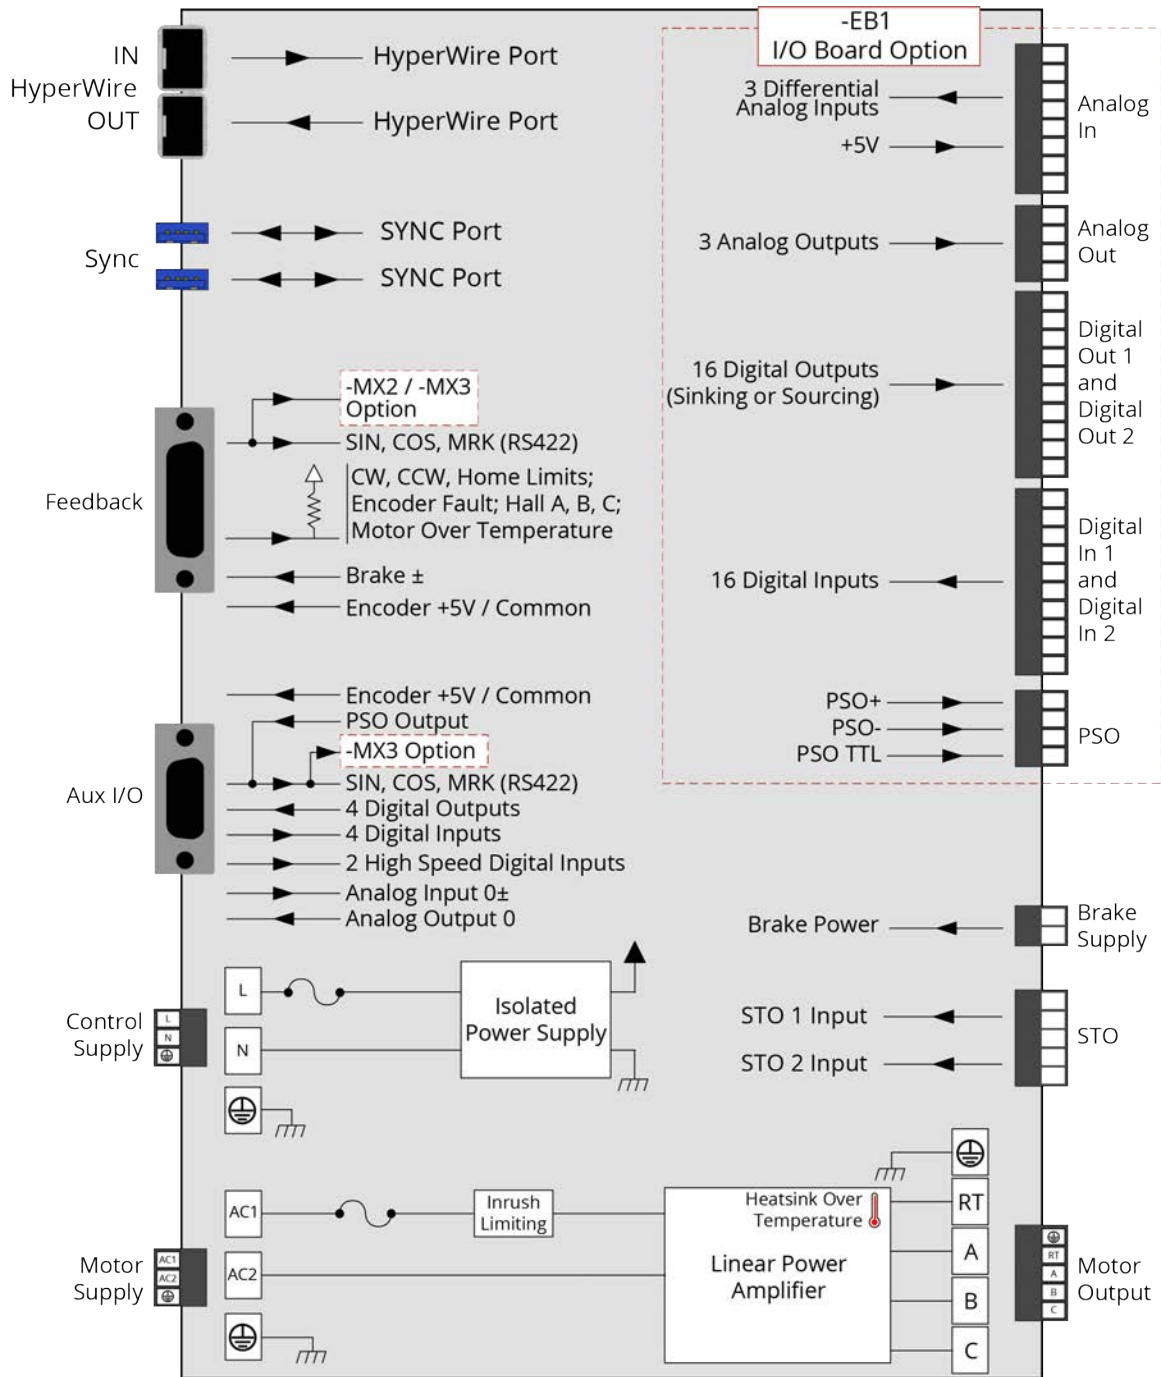 IN
HyperWire
OUT
HyperWire Port
HyperWire Port
Sync
SYNC Port
SYNC Port
-EB1
I/O Board Option
3 Differential
Analog Inputs
+5V
Analog
In
3 Analog Outputs
Analog
Out
16 Digital Outputs
(Sinking or Sourcing)
Digital
Out 1
and
Digital
Out 2
16 Digital Inputs
Digital
In 1
and
Digital
In 2
PSO+
PSO-
PSO TTL
PSO
Feedback
-MX2 / -MX3
Option
SIN, COS, MRK (RS422)
CW, CCW, Home Limits;
Encoder Fault; Hall A, B, C;
Motor Over Temperature
Brake ±
Encoder +5V / Common
Aux I/O
Encoder +5V / Common
PSO Output
-MX3 Option
SIN, COS, MRK (RS422)
4 Digital Outputs
4 Digital Inputs
2 High Speed Digital Inputs
Analog Input 0±
Analog Output 0
Brake Power
Brake
Supply
STO 1 Input
STO 2 Input
STO
Control
Supply
L
N
L
N
Isolated
Power Supply
Motor
Supply
AC1
AC2
AC1
AC2
Inrush
Limiting
Heatsink Over
Temperature
Linear Power
Amplifier
RT
A
B
C
RT
A
B
C
Motor
Output